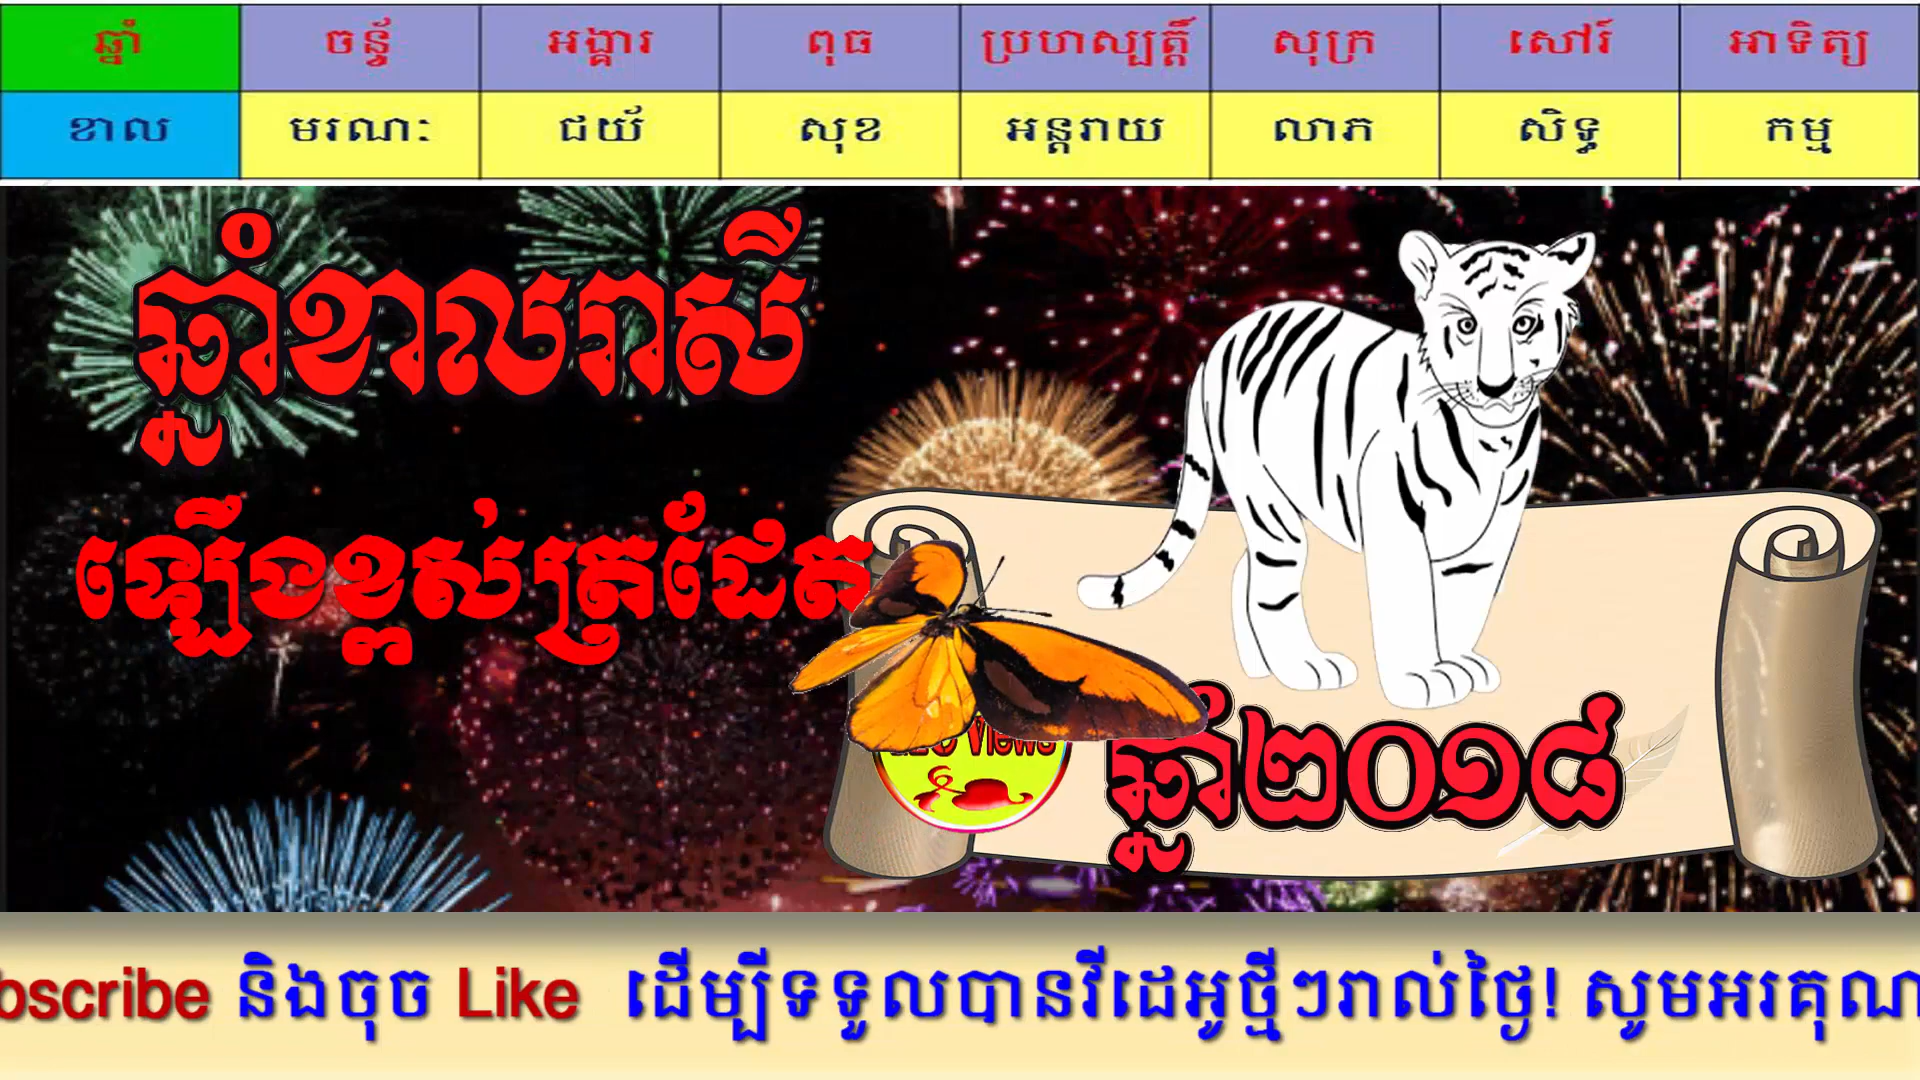 ឆ្នាំ ចន្ទ័ អង្គារ ពុធ ប្រហស្បត្តិ៍ សុក្រ សៅរ៍ អាទិត្យ
ខាល មរណៈ ជយ័ សុខ អន្តរាយ លាភ សិទ្ធ កម្ម
ឆ្នាំខាលរាសី
ឡើងខ្ពស់ត្រដែត
Views
ឆ្នាំ២០១៨
bscribe និងចុច Like ដើម្បីទទួលបានវីដេអូថ្មីៗរាល់ថ្ងៃ! សូមអរគុណ